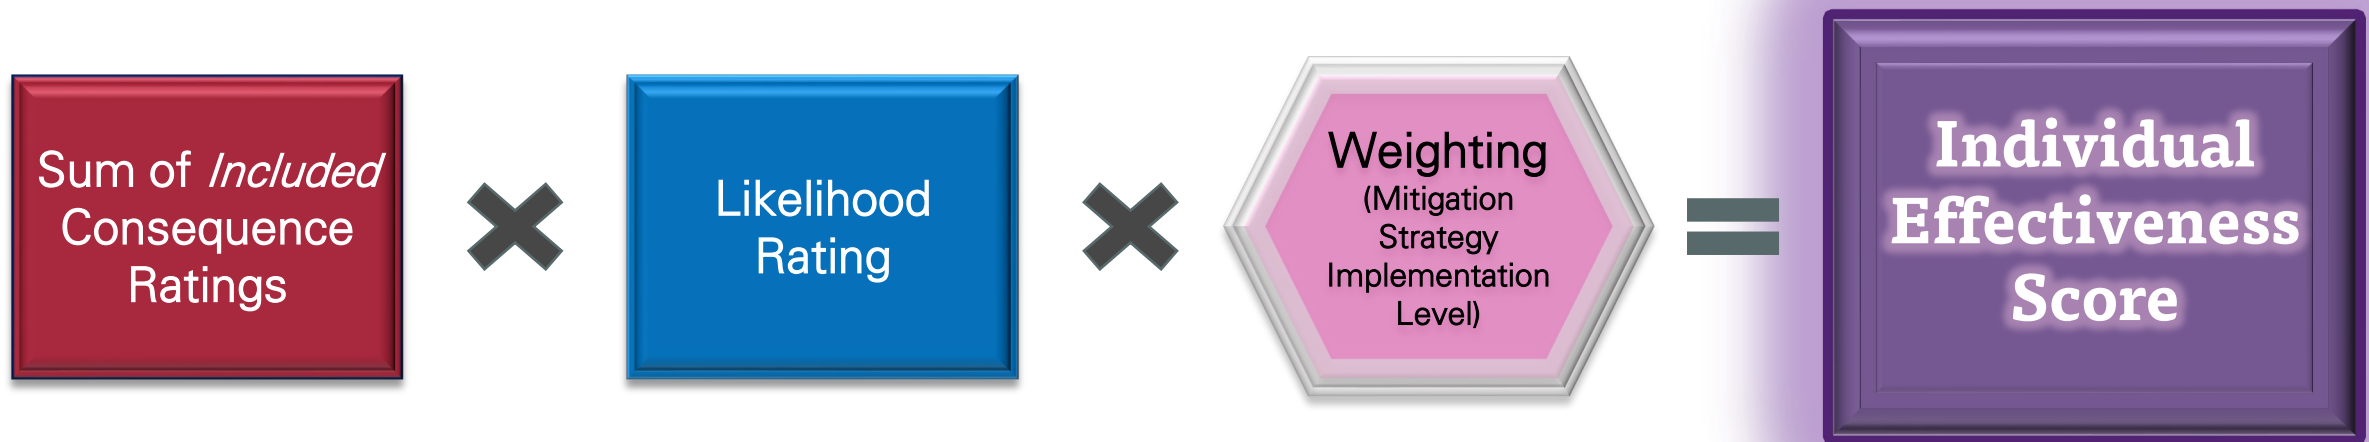 Sum of Included
Consequence
Ratings
Likelihood
Rating
Weighting
(Mitigation
Strategy
Implementation
Level)
Individual
Effectiveness
Score